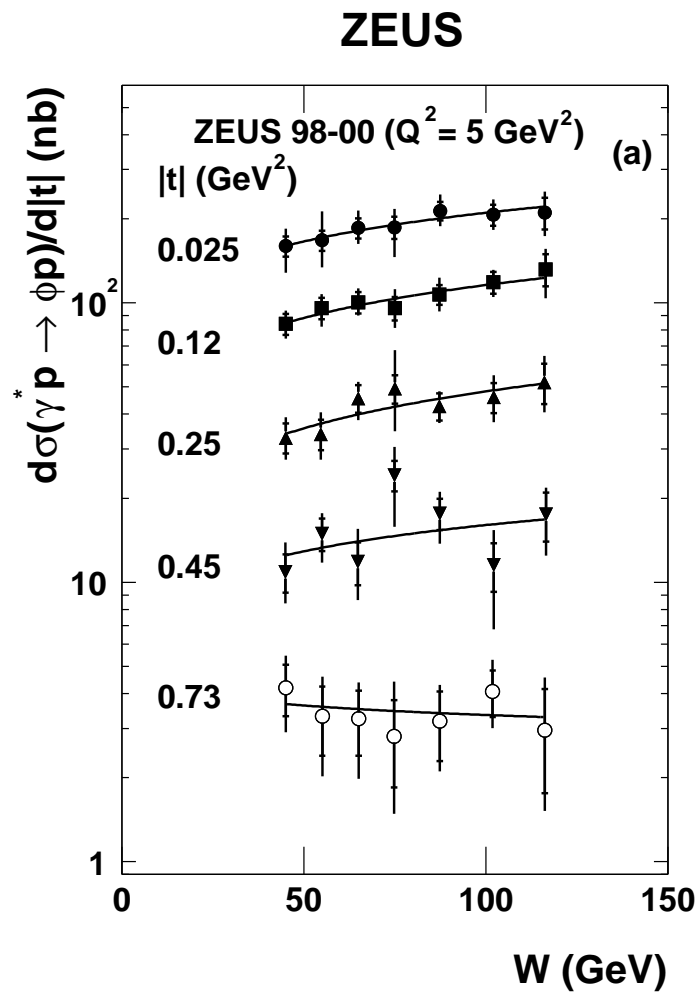 ZEUS
dσ(γ* p → ϕp)/d|t| (nb)
ZEUS 98-00 (Q² = 5 GeV²)
(a)
|t| (GeV²)
0.025
10²
0.12
0.25
0.45
10
0.73
1
0 50 100 150
W (GeV)